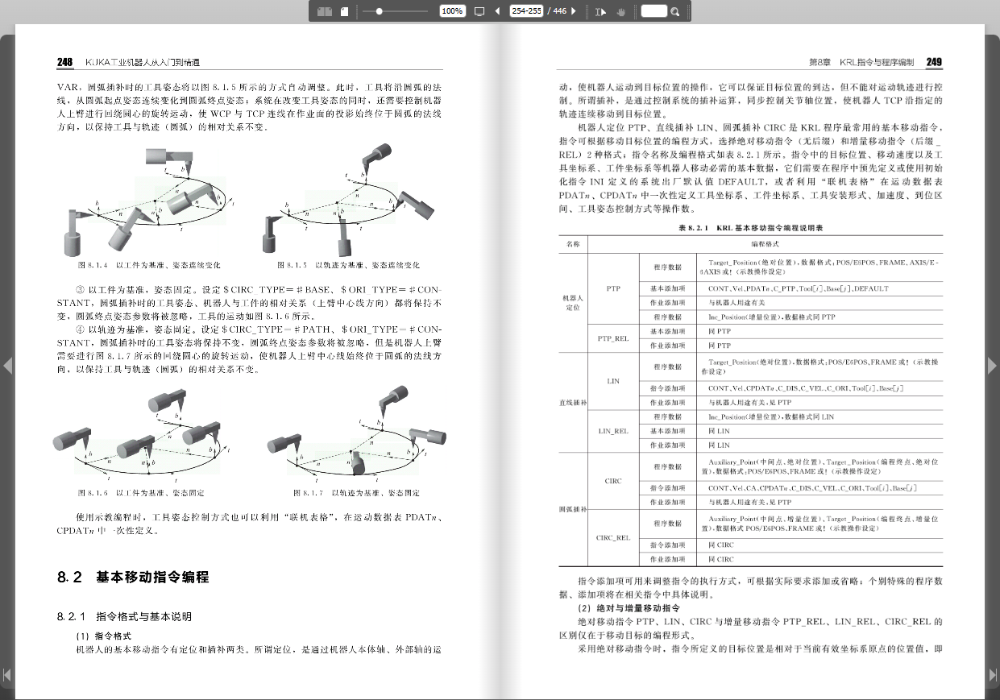 100%
254-255 / 446
248 KUKA工业机器人从入门到精通
VAR，圆弧插补时的工具姿态将以图 8.1.5 所示的方式自动调整。此时，工具将沿圆弧的法
线，从圆弧起点姿态连续变化到圆弧终点姿态；系统在改变工具姿态的同时，还需要控制机器
人上臂进行回绕圆心的旋转运动，使 WCP 与 TCP 连线在作业面的投影始终位于圆弧的法线
方向，以保持工具与轨迹（圆弧）的相对关系不变。
图 8.1.4 以工件为基准、姿态连续变化
图 8.1.5 以轨迹为基准、姿态连续变化
③ 以工件为基准，姿态固定。设定＄CIRC_TYPE＝＃BASE、＄ORI_TYPE＝＃CON-
STANT，圆弧插补时的工具姿态、机器人与工件的相对关系（上臂中心线方向）都将保持不
变，圆弧终点姿态参数将被忽略，工具的运动如图 8.1.6 所示。
④ 以轨迹为基准，姿态固定。设定＄CIRC_TYPE＝＃PATH、＄ORI_TYPE＝＃CON-
STANT，圆弧插补时的工具姿态将保持不变，圆弧终点姿态参数将被忽略，但是机器人上臂
需要进行图 8.1.7 所示的回绕圆心的旋转运动，使机器人上臂中心线始终位于圆弧的法线方
向，以保持工具与轨迹（圆弧）的相对关系不变。
图 8.1.6 以工件为基准、姿态固定
图 8.1.7 以轨迹为基准、姿态固定
使用示教编程时，工具姿态控制方式也可以利用“联机表格”，在运动数据表 PDATn、
CPDATn 中一次性定义。
8.2 基本移动指令编程
8.2.1 指令格式与基本说明
(1) 指令格式
机器人的基本移动指令有定位和插补两类。所谓定位，是通过机器人本体轴、外部轴的运
第8章 KRL指令与程序编制 249
动，使机器人运动到目标位置的操作，它可以保证目标位置的到达，但不能对运动轨迹进行控
制。所谓插补，是通过控制系统的插补运算，同步控制关节轴位置，使机器人 TCP 沿指定的
轨迹连续移动到目标位置。
机器人定位 PTP、直线插补 LIN、圆弧插补 CIRC 是 KRL 程序最常用的基本移动指令，
指令可根据移动目标位置的编程方式，选择绝对移动指令（无后缀）和增量移动指令（后缀_
REL）2 种格式；指令名称及编程格式如表 8.2.1 所示。指令中的目标位置、移动速度以及工
具坐标系、工件坐标系等机器人移动必需的基本数据，它们需要在程序中预先定义或使用初始
化指令 INI 定义的系统出厂默认值 DEFAULT，或者利用“联机表格”在运动数据表
PDATn、CPDATn 中一次性定义工具坐标系、工件坐标系、工具安装形式、加速度、到位区
间、工具姿态控制方式等操作数。
表 8.2.1 KRL 基本移动指令编程说明表
名称 编程格式
机器人定位 PTP 程序数据 Target_Position(绝对位置)，数据格式：POS/E6POS、FRAME、AXIS/E-
6AXIS 或！(示教操作设定)
基本添加项 CONT、Vel、PDATn、C_PTP、Tool[i]、Base[j]、DEFAULT
作业添加项 与机器人用途有关
PTP_REL 程序数据 Inc_Position(增量位置)，数据格式同 PTP
基本添加项 同 PTP
作业添加项 同 PTP
直线插补 LIN 程序数据 Target_Position(绝对位置)，数据格式：POS/E6POS、FRAME 或！(示教操
作设定)
指令添加项 CONT、Vel、CPDATn、C_DIS、C_VEL、C_ORI、Tool[i]、Base[j]
作业添加项 与机器人用途有关，见 PTP
LIN_REL 程序数据 Inc_Position(增量位置)，数据格式同 LIN
基本添加项 同 LIN
作业添加项 同 LIN
圆弧插补 CIRC 程序数据 Auxiliary_Point(中间点、绝对位置)、Target_Position(编程终点、绝对位
置)，数据格式：POS/E6POS、FRAME 或！(示教操作设定)
指令添加项 CONT、Vel、CA、CPDATn、C_DIS、C_VEL、C_ORI、Tool[i]、Base[j]
作业添加项 与机器人用途有关，见 PTP
CIRC_REL 程序数据 Auxiliary_Point(中间点、增量位置)、Target_Position(编程终点、增量位
置)，数据格式 POS/E6POS、FRAME 或！(示教操作设定)
指令添加项 同 CIRC
作业添加项 同 CIRC
指令添加项可用来调整指令的执行方式，可根据实际要求添加或省略；个别特殊的程序数
据、添加项将在相关指令中具体说明。
(2) 绝对与增量移动指令
绝对移动指令 PTP、LIN、CIRC 与增量移动指令 PTP_REL、LIN_REL、CIRC_REL 的
区别仅在于移动目标的编程形式。
采用绝对移动指令时，指令所定义的目标位置是相对于当前有效坐标系原点的位置值，即